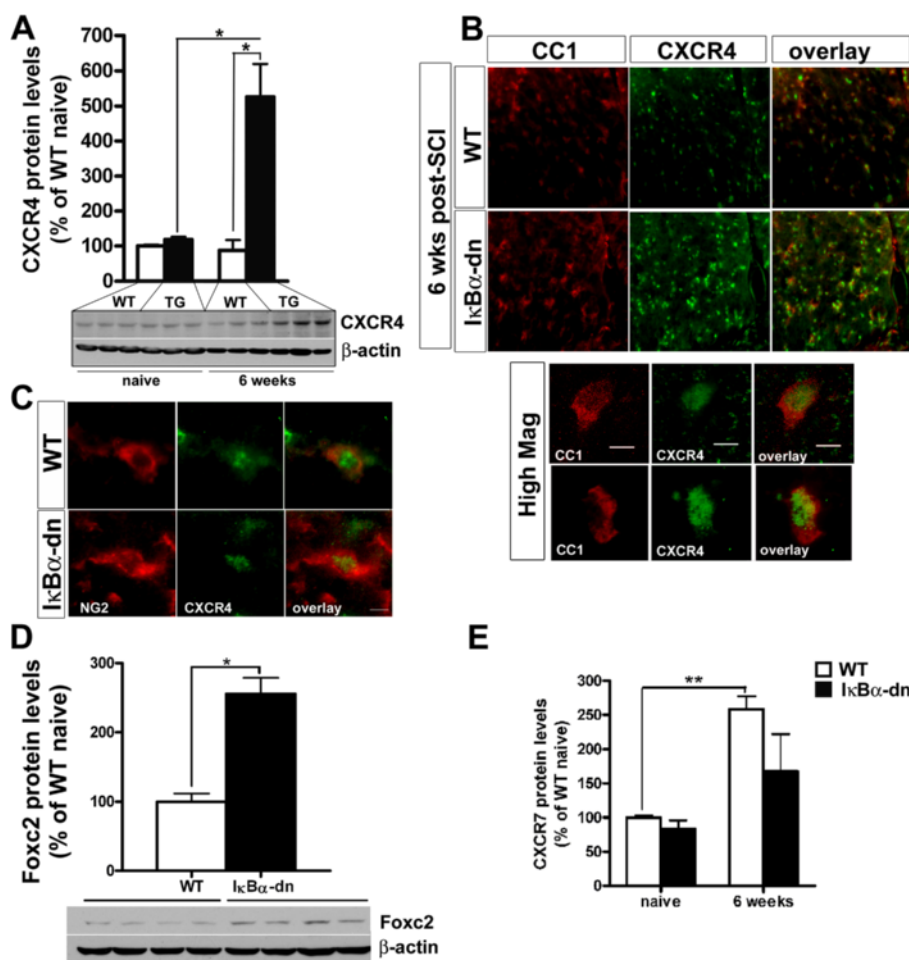 A
CXCR4 protein levels
(% of WT naive)
700
600
500
400
300
200
100
0
*
*
WT TG WT TG
CXCR4
β-actin
naive 6 weeks
B
CC1 CXCR4 overlay
6 wks post-SCI
WT
IκBα-dn
High Mag
CC1 CXCR4 overlay
CC1 CXCR4 overlay
C
WT
IκBα-dn
NG2 CXCR4 overlay
D
Foxc2 protein levels
(% of WT naive)
300
200
100
0
*
WT IκBα-dn
Foxc2
β-actin
E
CXCR7 protein levels
(% of WT naive)
300
250
200
150
100
50
0
**
WT
IκBα-dn
naive 6 weeks